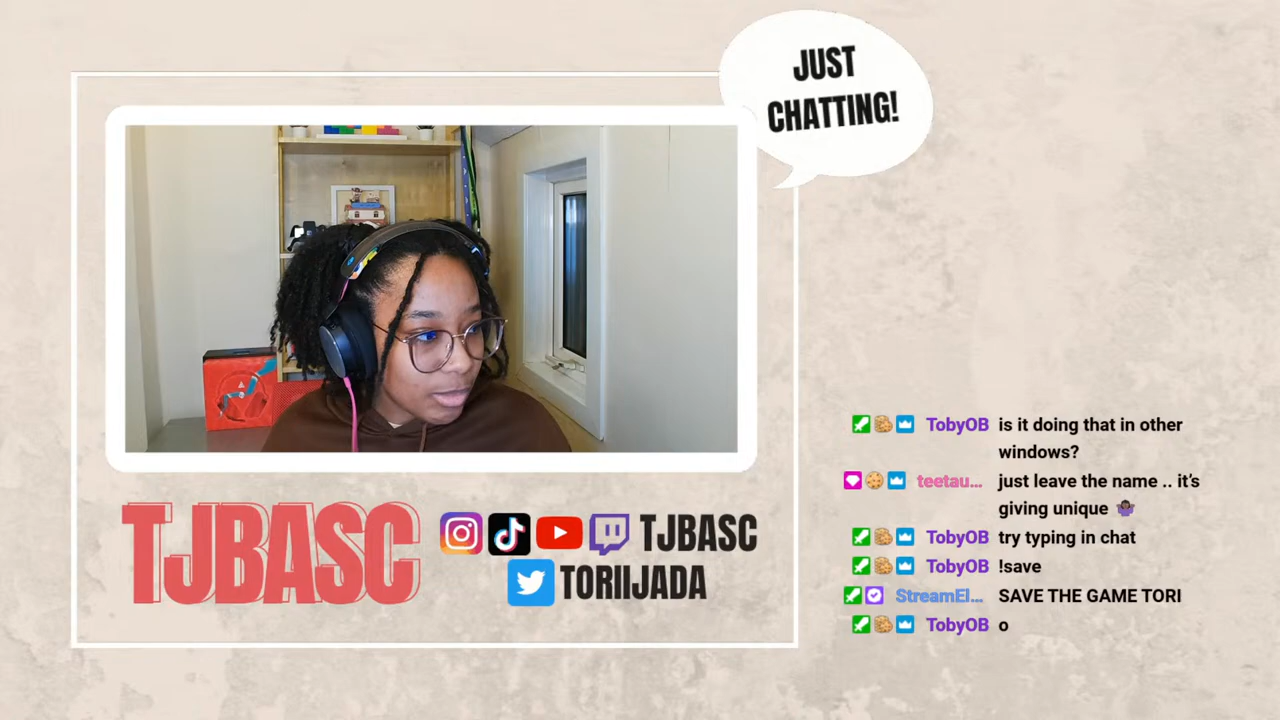 JUST
CHATTING!
TJBASC
TJBASC
TORIIJADA
TobyOB is it doing that in other
windows?
teetau... just leave the name .. it's
giving unique 🤷🏾‍♀️
TobyOB try typing in chat
TobyOB !save
StreamEl... SAVE THE GAME TORI
TobyOB o